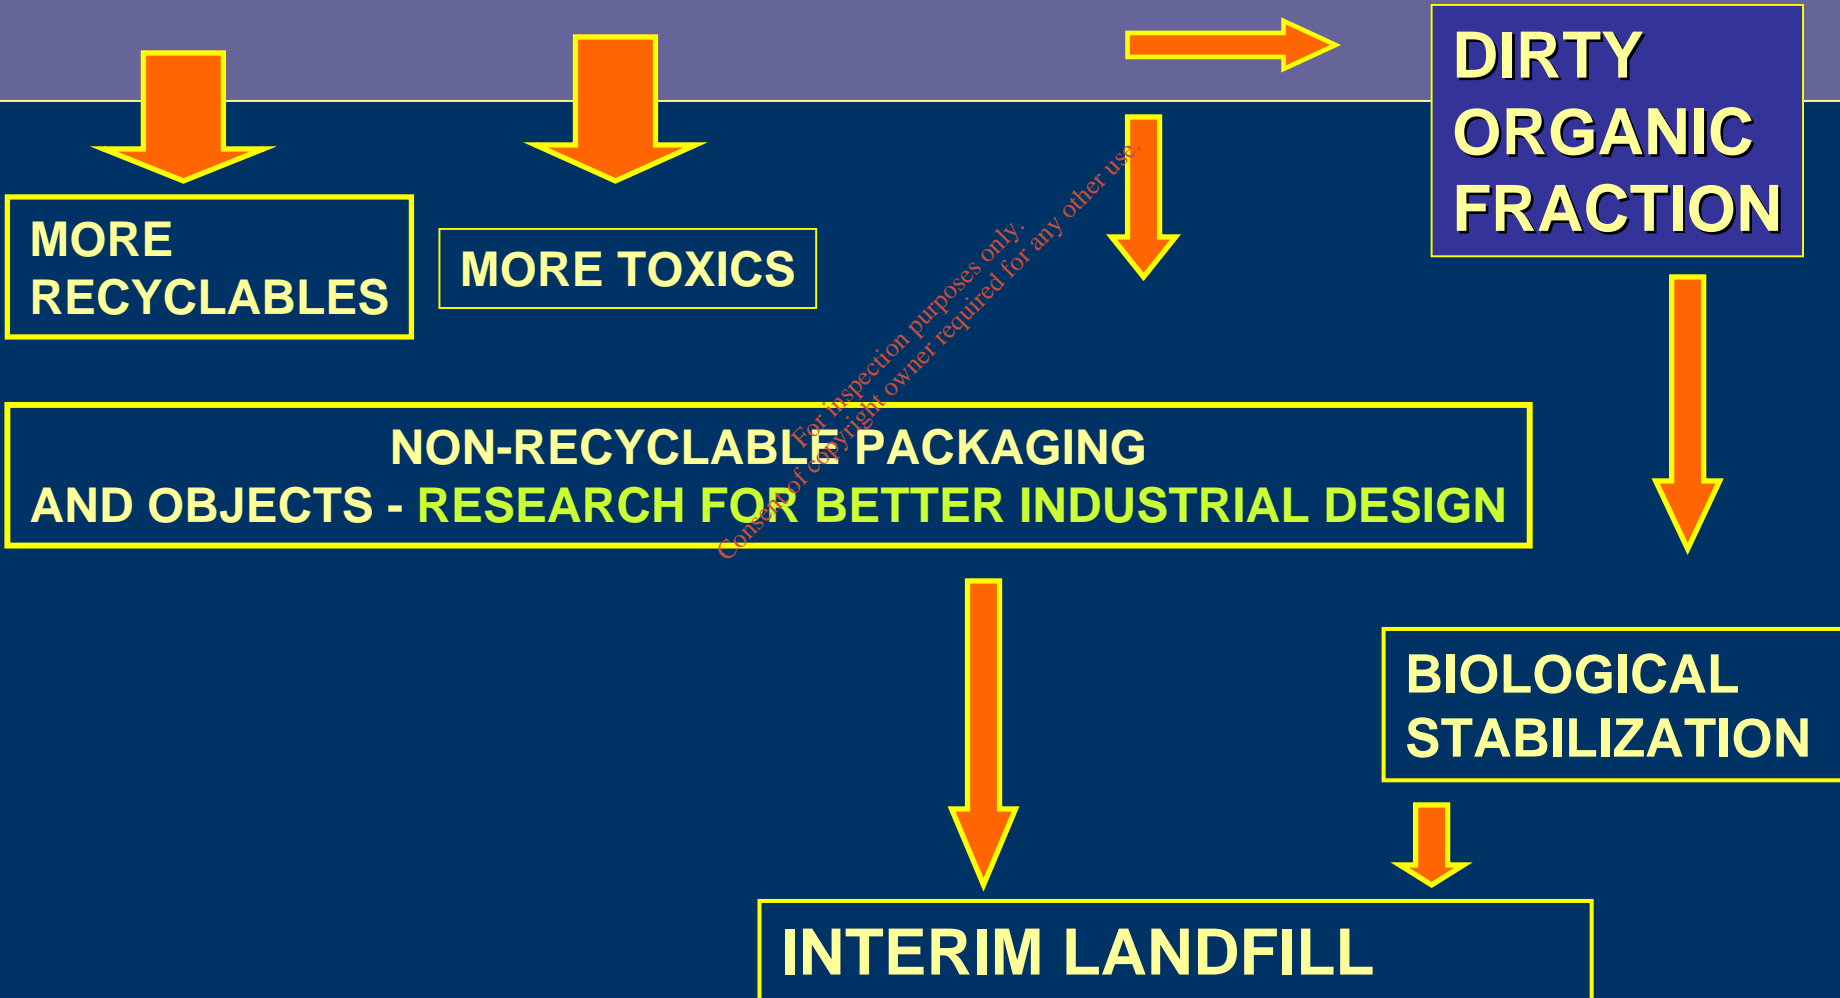 DIRTY
ORGANIC
FRACTION
MORE
RECYCLABLES
MORE TOXICS
NON-RECYCLABLE PACKAGING
AND OBJECTS - RESEARCH FOR BETTER INDUSTRIAL DESIGN
For inspection purposes only.
Consent of copyright owner required for any other use.
BIOLOGICAL
STABILIZATION
INTERIM LANDFILL